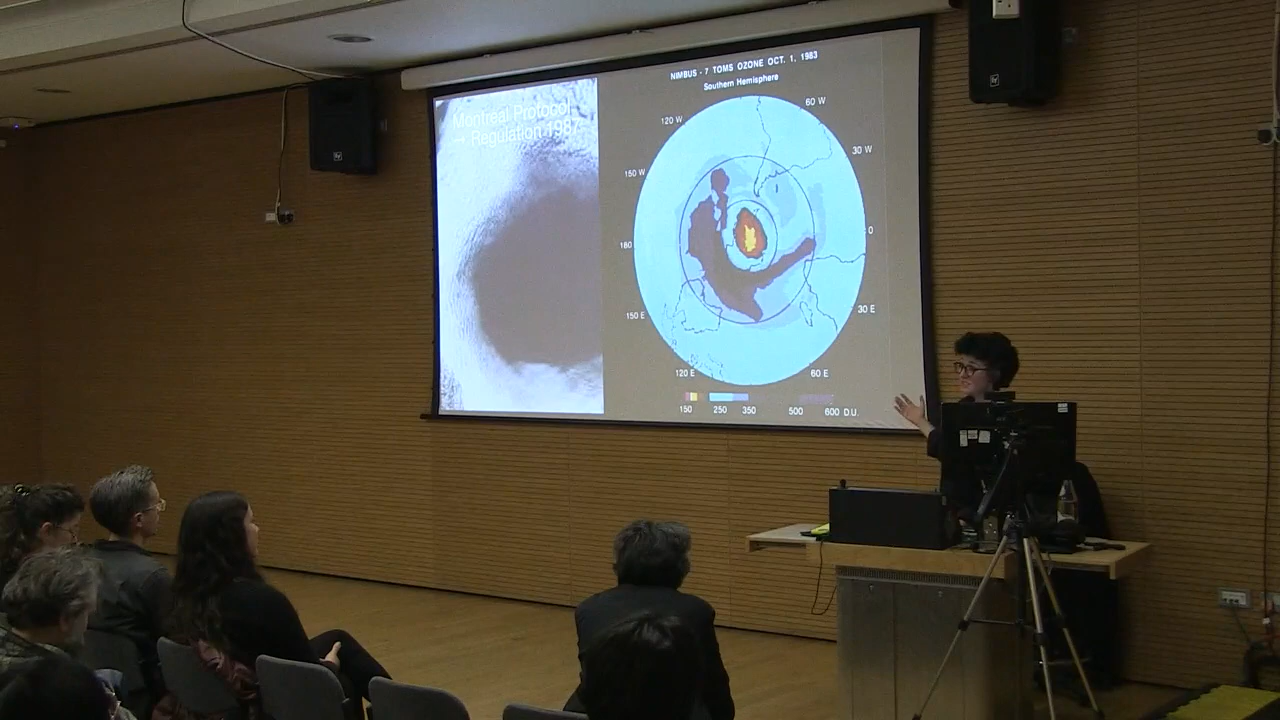 Montreal Protocol
→ Regulation 1987
NIMBUS - 7 TOMS OZONE OCT. 1, 1983
Southern Hemisphere
60 W
120 W
30 W
150 W
0
180
150 E
30 E
120 E
60 E
150
250
350
500
600 D.U.